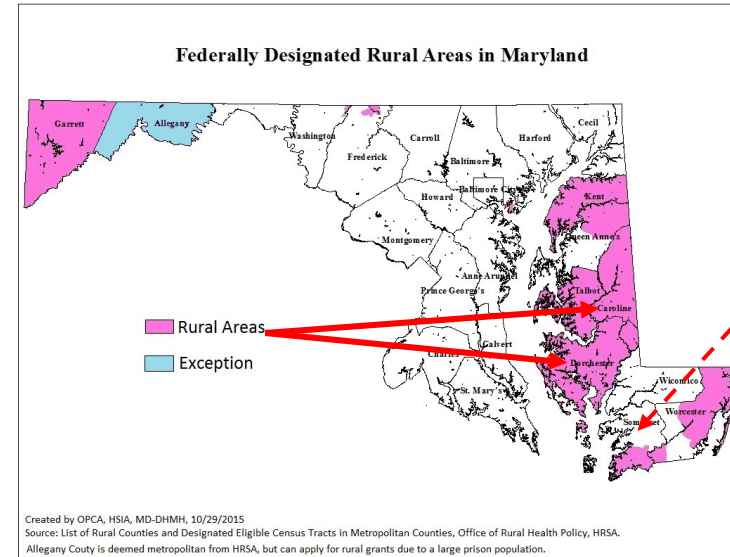 Federally Designated Rural Areas in Maryland
Garrett
Allegany
Washington
Frederick
Carroll
Baltimore
Harford
Cecil
Baltimore City
Howard
Montgomery
Kent
Queen Anne's
Anne Arundel
Prince George's
Talbot
Caroline
Rural Areas
Exception
Charles
Calvert
Dorchester
St. Mary's
Wicomico
Somerset
Worcester
Created by OPCA, HSIA, MD-DHMH, 10/29/2015
Source: List of Rural Counties and Designated Eligible Census Tracts in Metropolitan Counties, Office of Rural Health Policy, HRSA.
Allegany Couty is deemed metropolitan from HRSA, but can apply for rural grants due to a large prison population.